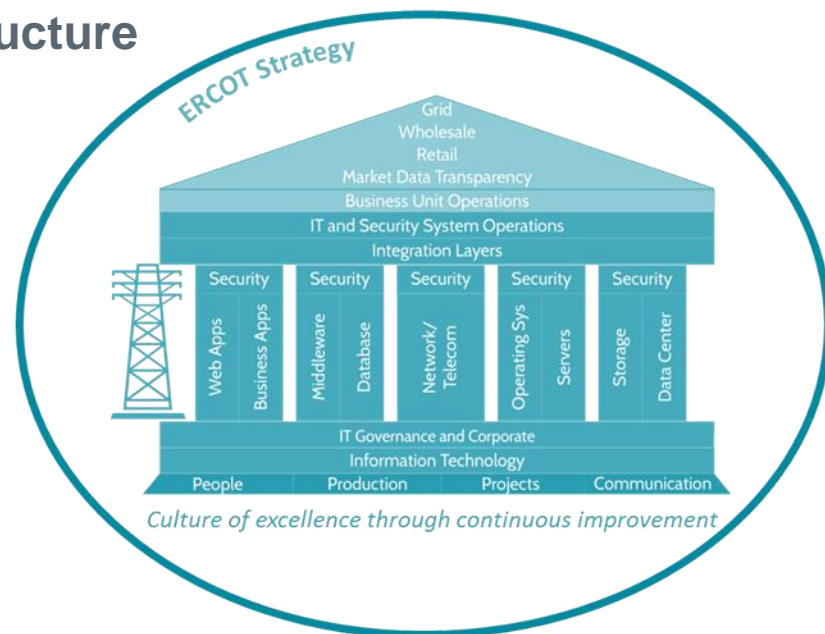 ucture
ERCOT Strategy
Grid
Wholesale
Retail
Market Data Transparency
Business Unit Operations
IT and Security System Operations
Integration Layers
Security Security Security Security Security
Web Apps
Business Apps
Middleware
Database
Network/
Telecom
Operating Sys
Servers
Storage
Data Center
IT Governance and Corporate
Information Technology
People Production Projects Communication
Culture of excellence through continuous improvement